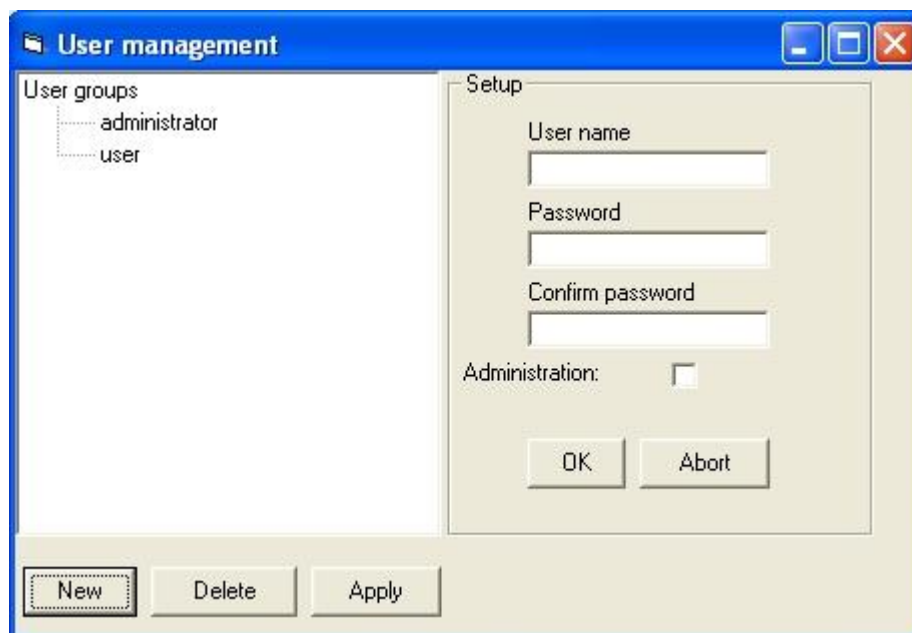 User management
User groups
administrator
user
Setup
User name
Password
Confirm password
Administration:
OK Abort
New Delete Apply